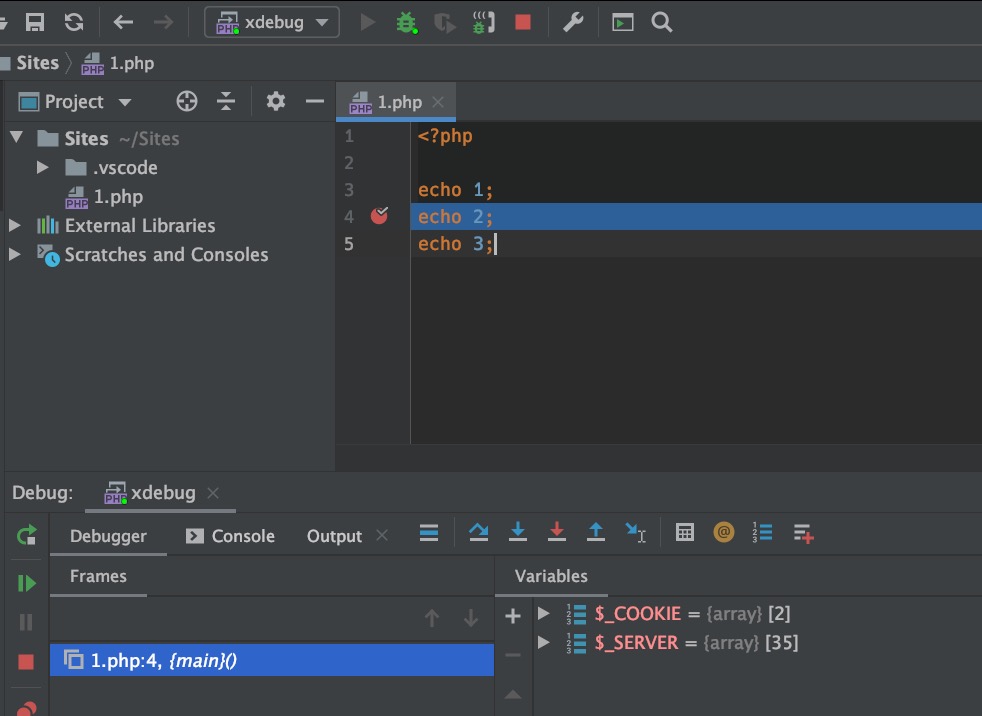 xdebug
Sites 1.php
Project
1.php
Sites ~/Sites
.vscode
1.php
External Libraries
Scratches and Consoles
1 <?php
2
3 echo 1;
4 echo 2;
5 echo 3;
Debug: xdebug
Debugger Console Output
Frames
Variables
1.php:4, {main}()
$_COOKIE = {array} [2]
$_SERVER = {array} [35]